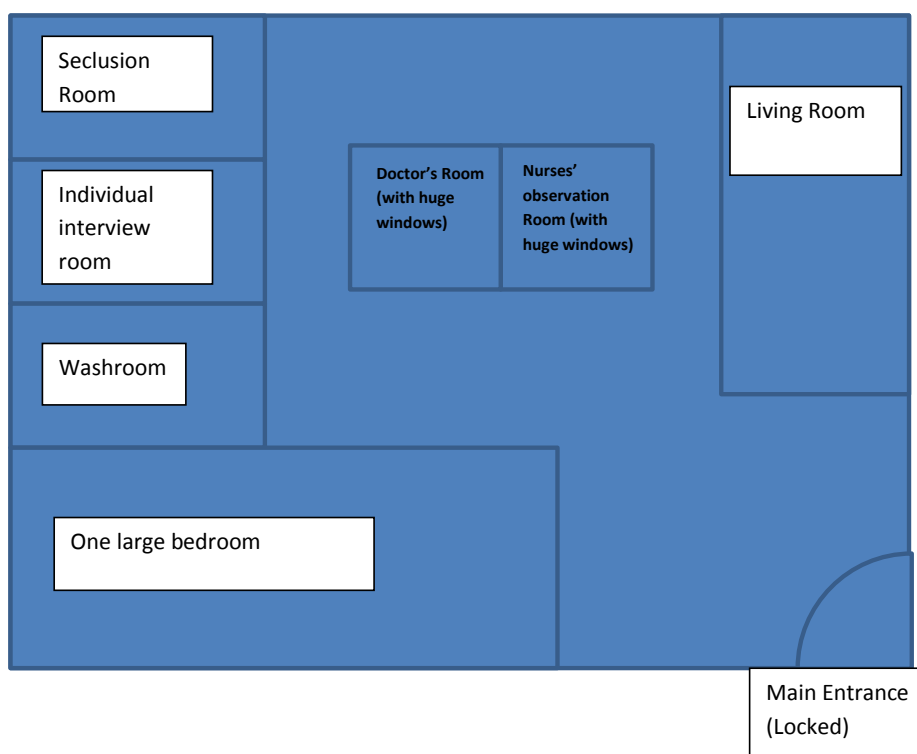 Seclusion
Room
Living Room
Doctor's Room
(with huge
windows)
Nurses'
observation
Room (with
huge windows)
Individual
interview
room
Washroom
One large bedroom
Main Entrance
(Locked)